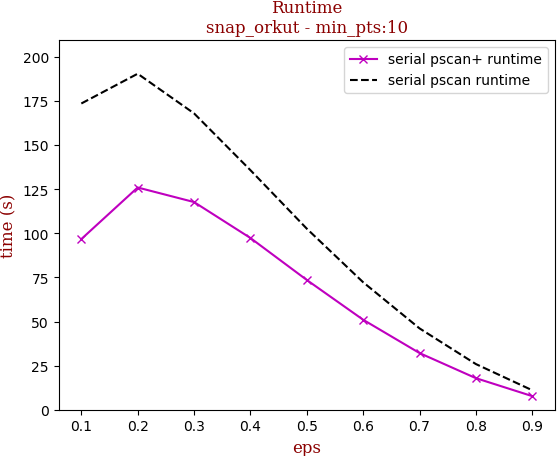 Runtime
snap_orkut - min_pts:10
serial pscan+ runtime
serial pscan runtime
time (s)
200
175
150
125
100
75
50
25
0
0.1 0.2 0.3 0.4 0.5 0.6 0.7 0.8 0.9
eps